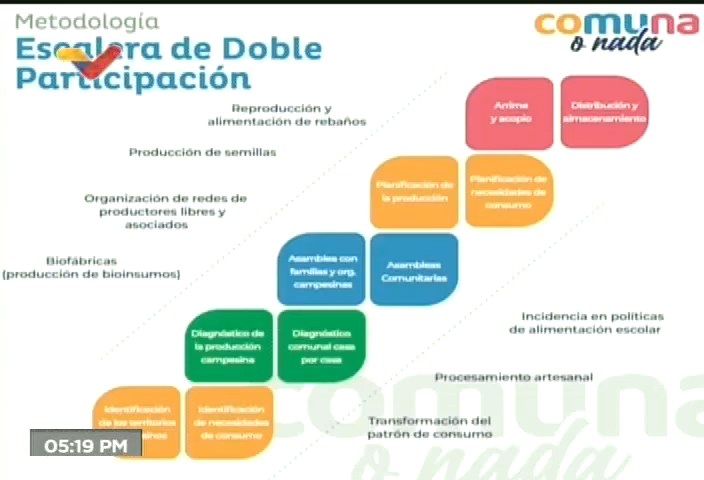 Metodología
Escalera de Doble
Participación
comuna
o nada
Reproducción y
alimentación de rebaños
Producción de semillas
Organización de redes de
productores libres y
asociados
Biofábricas
(producción de bioinsumos)
Arrime
y acopio
Distribución y
almacenamiento
Planificación de
la producción
Planificación de
necesidades de
consumo
Asamblea con
familias y org.
campesinas
Asambleas
Comunitarias
Diagnóstico de
la producción
campesina
Diagnóstico
comunal casa
por casa
Identificación
de los territorios
Identificación
de necesidades
de consumo
Incidencia en políticas
de alimentación escolar
Procesamiento artesanal
Transformación del
patrón de consumo
comuna
o nada
05:19 PM